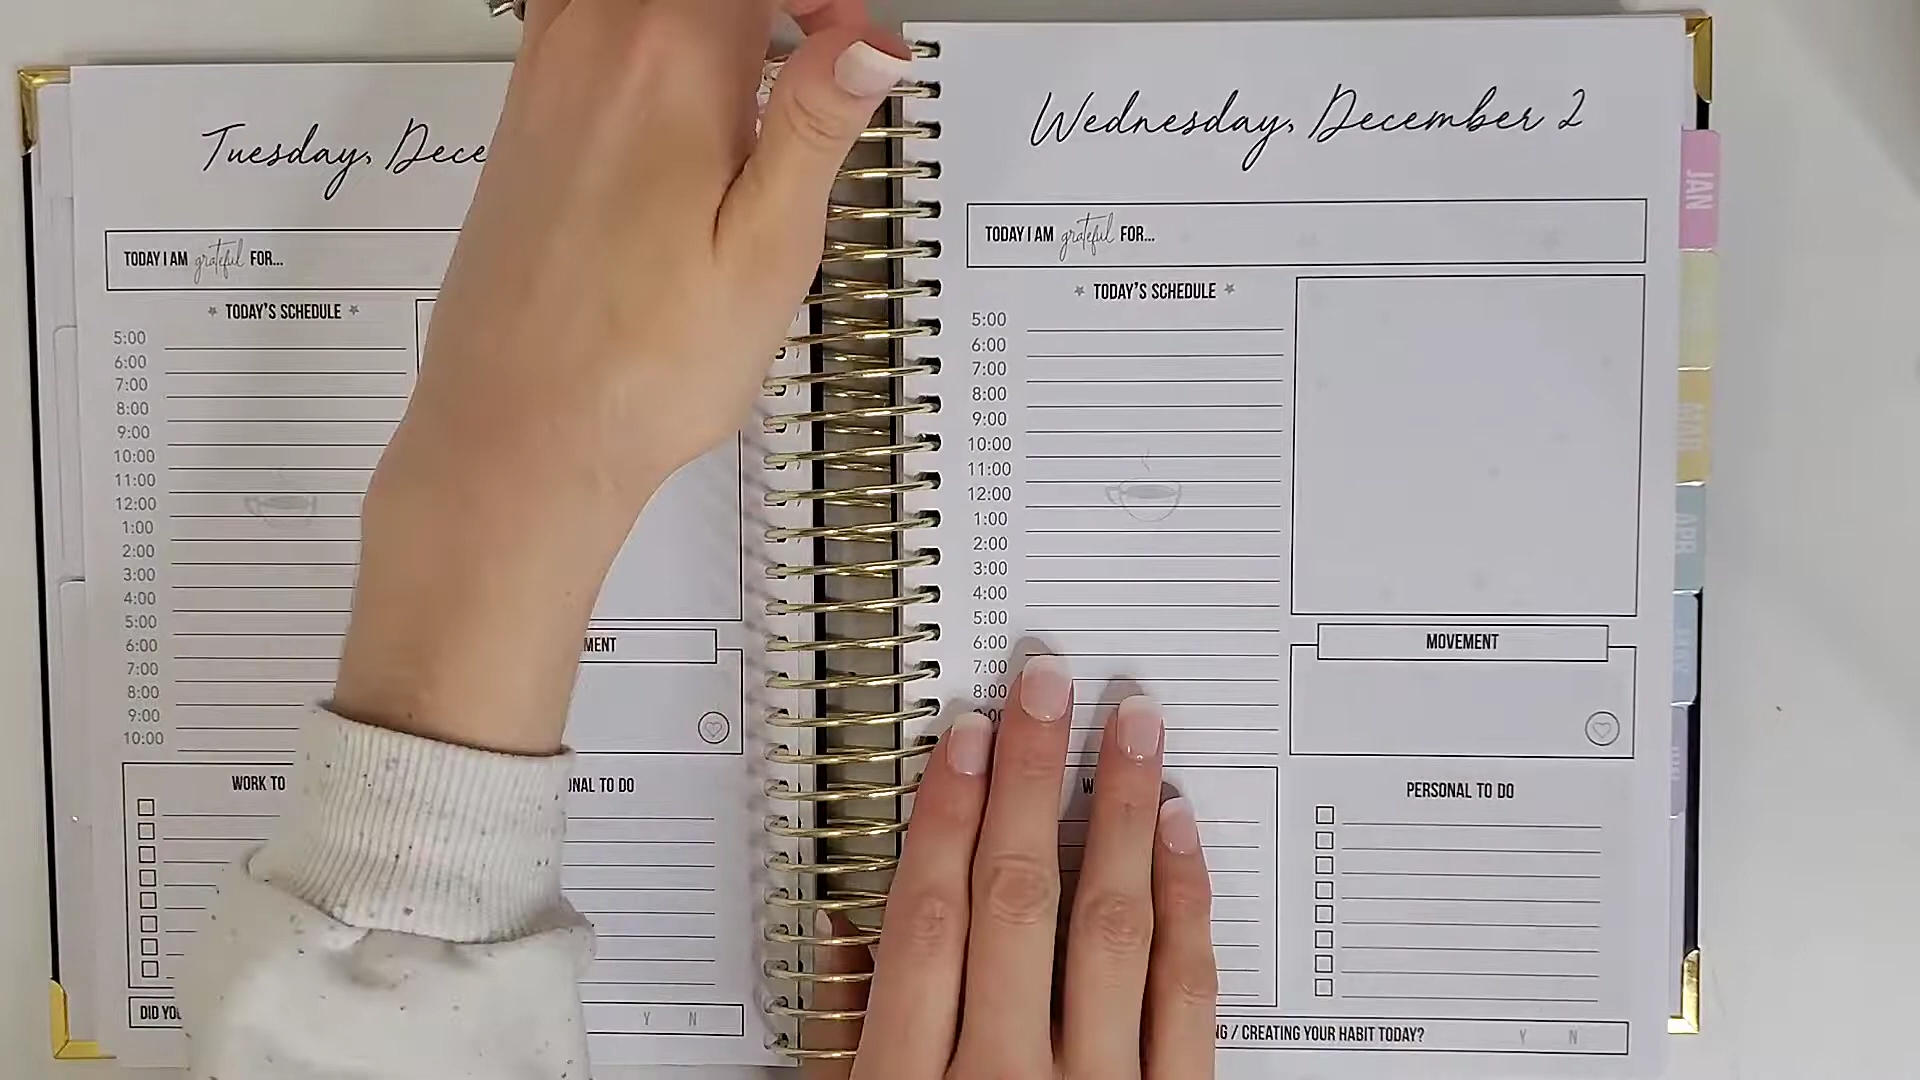 Tuesday, Dece
TODAY I AM grateful FOR...
TODAY'S SCHEDULE
5:00
6:00
7:00
8:00
9:00
10:00
11:00
12:00
1:00
2:00
3:00
4:00
5:00
6:00
7:00
8:00
9:00
10:00
MENT
WORK TO
NAL TO DO
DID YOU
Y N
Wednesday, December 2
TODAY I AM grateful FOR...
TODAY'S SCHEDULE
5:00
6:00
7:00
8:00
9:00
10:00
11:00
12:00
1:00
2:00
3:00
4:00
5:00
6:00
7:00
8:00
9:00
MOVEMENT
W
PERSONAL TO DO
NG / CREATING YOUR HABIT TODAY?
Y N
JAN
MAR
APR